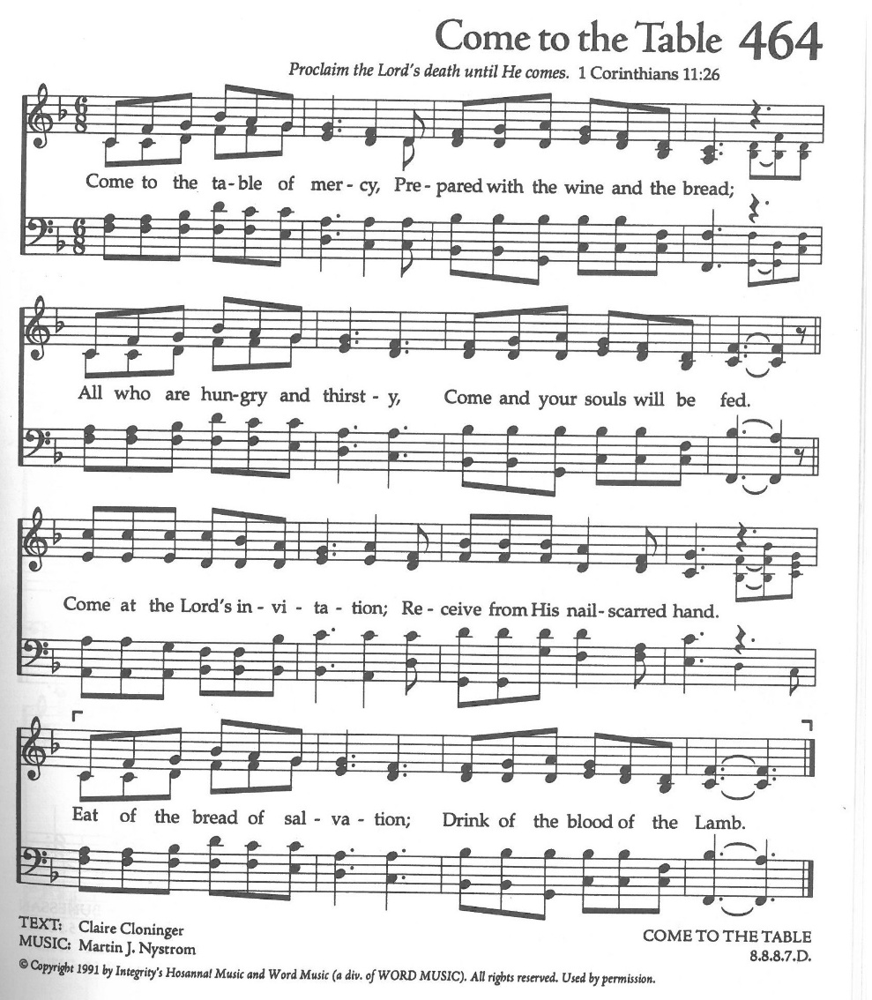 Come to the Table 464
Proclaim the Lord's death until He comes. 1 Corinthians 11:26
6
8
Come to the ta - ble of mer - cy, Pre - pared with the wine and the bread;
6
8
All who are hun-gry and thirst - y, Come and your souls will be fed.
Come at the Lord's in - vi - ta - tion; Re - ceive from His nail - scarred hand.
Eat of the bread of sal - va - tion; Drink of the blood of the Lamb.
TEXT: Claire Cloninger
MUSIC: Martin J. Nystrom
COME TO THE TABLE
8.8.8.7.D.
© Copyright 1991 by Integrity's Hosanna! Music and Word Music (a div. of WORD MUSIC). All rights reserved. Used by permission.